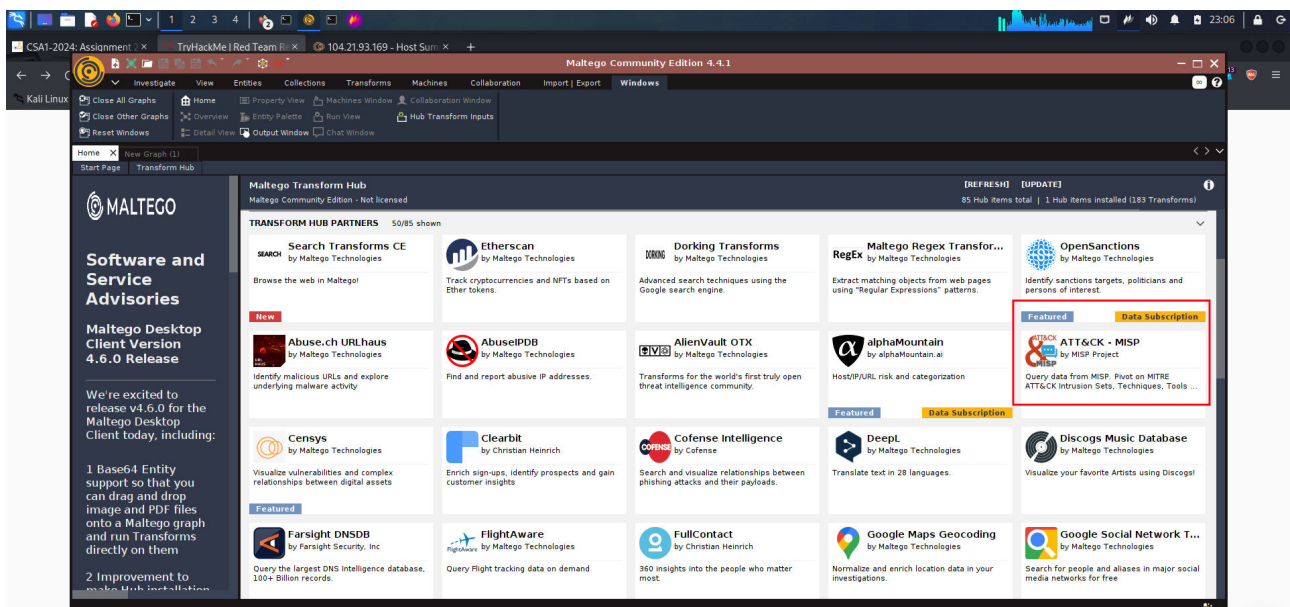 1 2 3 4
2
23:06
CSA1-2024: Assignment 2
TryHackMe | Red Team Re
104.21.93.169 - Host Sum
Maltego Community Edition 4.4.1
Investigate View Entities Collections Transforms Machines Collaboration Import | Export Windows
13
Kali Linux
Close All Graphs Home Property View Machines Window Collaboration Window
Close Other Graphs Overview Entity Palette Run View Hub Transform Inputs
Reset Windows Detail View Output Window Chat Window
Home New Graph (1)
Start Page Transform Hub
MALTEGO
Software and
Service
Advisories
Maltego Desktop
Client Version
4.6.0 Release
We're excited to
release v4.6.0 for the
Maltego Desktop
Client today, including:
1 Base64 Entity
support so that you
can drag and drop
image and PDF files
onto a Maltego graph
and run Transforms
directly on them
2 Improvement to
make Hub installation
Maltego Transform Hub
Maltego Community Edition - Not licensed
[REFRESH] [UPDATE]
85 Hub items total | 1 Hub items installed (183 Transforms)
TRANSFORM HUB PARTNERS 50/85 shown
SEARCH
Search Transforms CE
by Maltego Technologies
Browse the web in Maltego!
New
Etherscan
by Maltego Technologies
Track cryptocurrencies and NFTs based on
Ether tokens.
DORKING
Dorking Transforms
by Maltego Technologies
Advanced search techniques using the
Google search engine.
RegEx
Maltego Regex Transfor...
by Maltego Technologies
Extract matching objects from web pages
using "Regular Expressions" patterns.
OpenSanctions
by Maltego Technologies
Identify sanctions targets, politicians and
persons of interest.
Featured Data Subscription
Abuse.ch URLhaus
by Maltego Technologies
Identify malicious URLs and explore
underlying malware activity
AbuseIPDB
by Maltego Technologies
Find and report abusive IP addresses.
AlienVault OTX
by Maltego Technologies
Transforms for the world's first truly open
threat intelligence community.
alphaMountain
by alphaMountain.ai
Host/IP/URL risk and categorization
Featured Data Subscription
ATT&CK
MISP
ATT&CK - MISP
by MISP Project
Query data from MISP. Pivot on MITRE
ATT&CK Intrusion Sets, Techniques, Tools ...
Censys
by Maltego Technologies
Visualize vulnerabilities and complex
relationships between digital assets
Featured
Clearbit
by Christian Heinrich
Enrich sign-ups, identify prospects and gain
customer insights
COFENSE
Cofense Intelligence
by Cofense
Search and visualize relationships between
phishing attacks and their payloads.
DeepL
by Maltego Technologies
Translate text in 28 languages.
Discogs Music Database
by Maltego Technologies
Visualize your favorite Artists using Discogs!
Farsight DNSDB
by Farsight Security, Inc
Query the largest DNS Intelligence database,
100+ Billion records.
FlightAware
FlightAware
by Maltego Technologies
Query Flight tracking data on demand
FullContact
by Christian Heinrich
360 insights into the people who matter
most.
Google Maps Geocoding
by Maltego Technologies
Normalize and enrich location data in your
investigations.
Google Social Network T...
by Maltego Technologies
Search for people and aliases in major social
media networks for free